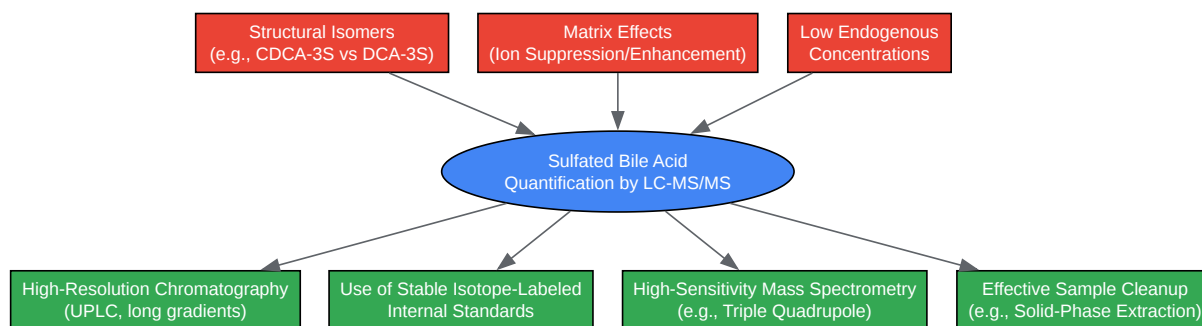 Structural Isomers
(e.g., CDCA-3S vs DCA-3S)
Matrix Effects
(Ion Suppression/Enhancement)
Low Endogenous
Concentrations
Sulfated Bile Acid
Quantification by LC-MS/MS
High-Resolution Chromatography
(UPLC, long gradients)
Use of Stable Isotope-Labeled
Internal Standards
High-Sensitivity Mass Spectrometry
(e.g., Triple Quadrupole)
Effective Sample Cleanup
(e.g., Solid-Phase Extraction)